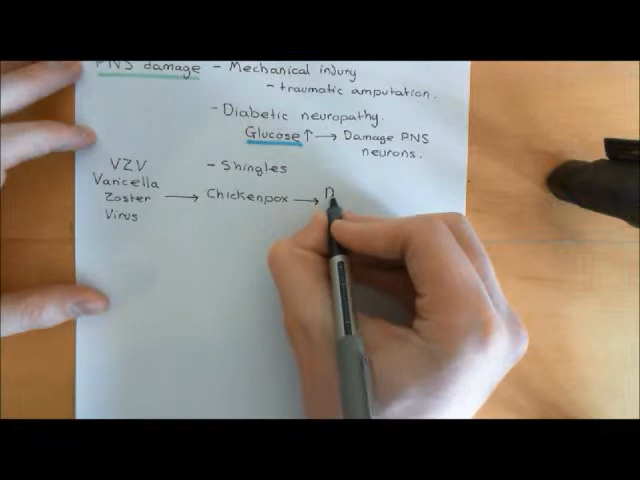 PNS damage - Mechanical injury
- traumatic amputation.
- Diabetic neuropathy.
Glucose ↑ → Damage PNS
neurons.
VZV - Shingles
Varicella
Zoster → Chickenpox →
Virus